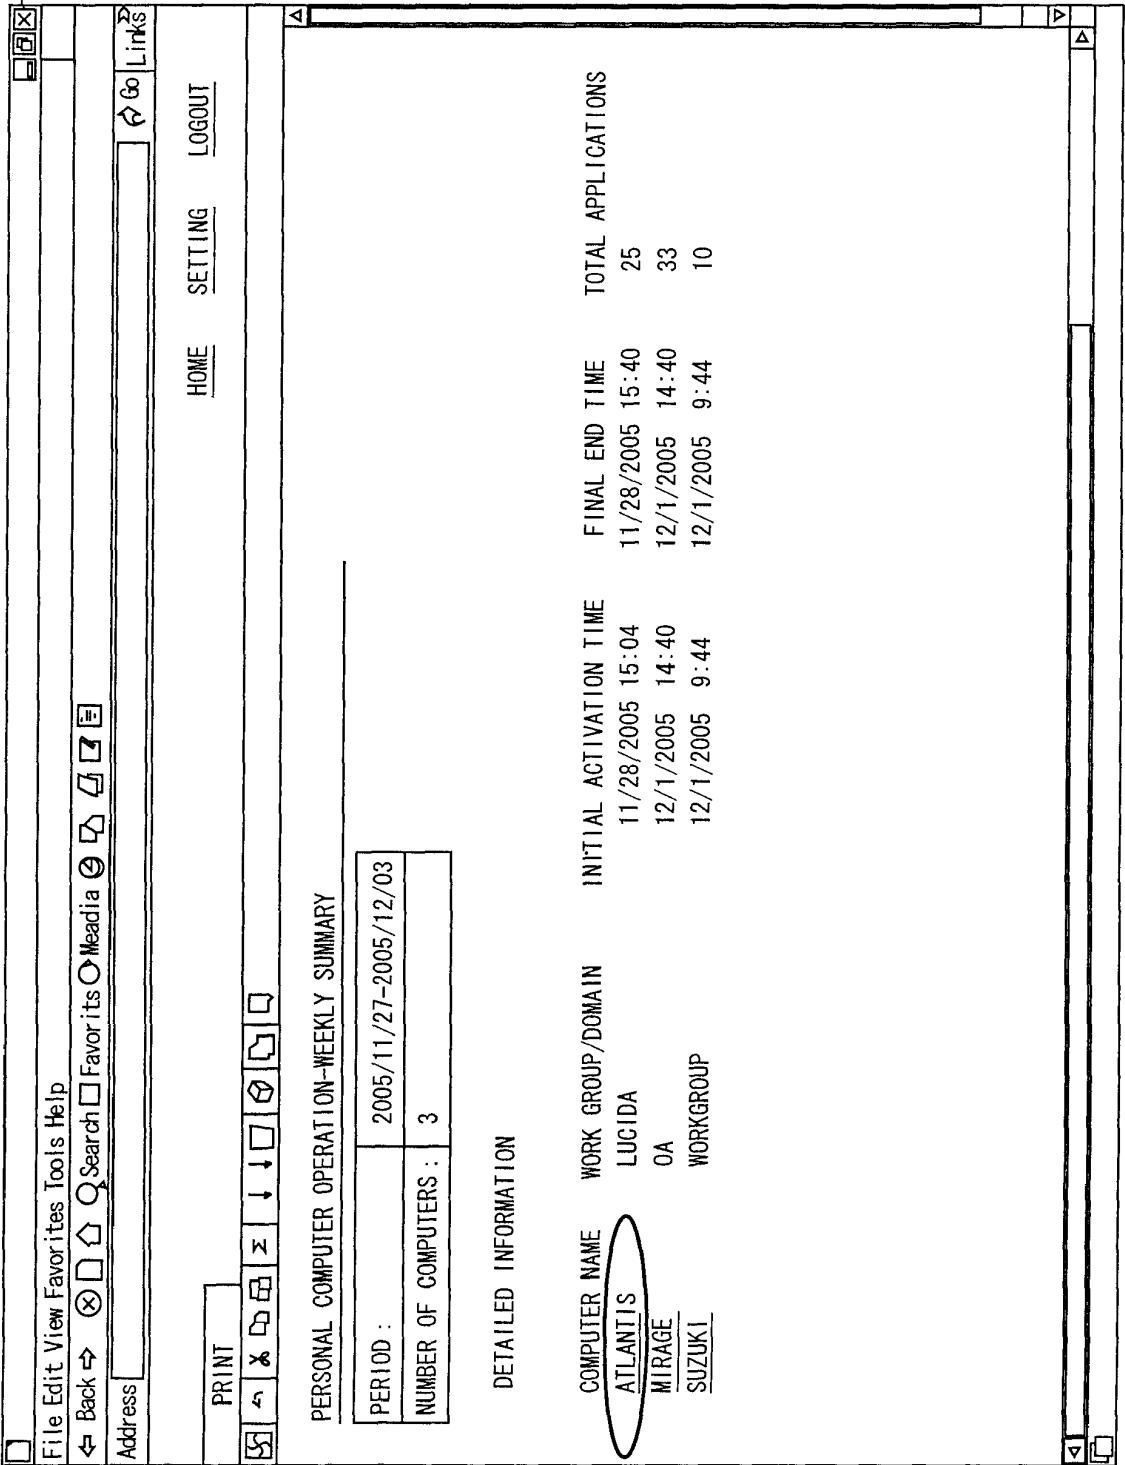 File Edit View Favorites Tools Help
Back Search Favorits Meadia
Address Go Links »
HOME SETTING LOGOUT
PRINT
Σ
PERSONAL COMPUTER OPERATION-WEEKLY SUMMARY
PERIOD: 2005/11/27-2005/12/03
NUMBER OF COMPUTERS: 3
DETAILED INFORMATION
COMPUTER NAME WORK GROUP/DOMAIN INITIAL ACTIVATION TIME FINAL END TIME TOTAL APPLICATIONS
ATLANTIS LUCIDA 11/28/2005 15:04 11/28/2005 15:40 25
MIRAGE OA 12/1/2005 14:40 12/1/2005 14:40 33
SUZUKI WORKGROUP 12/1/2005 9:44 12/1/2005 9:44 10